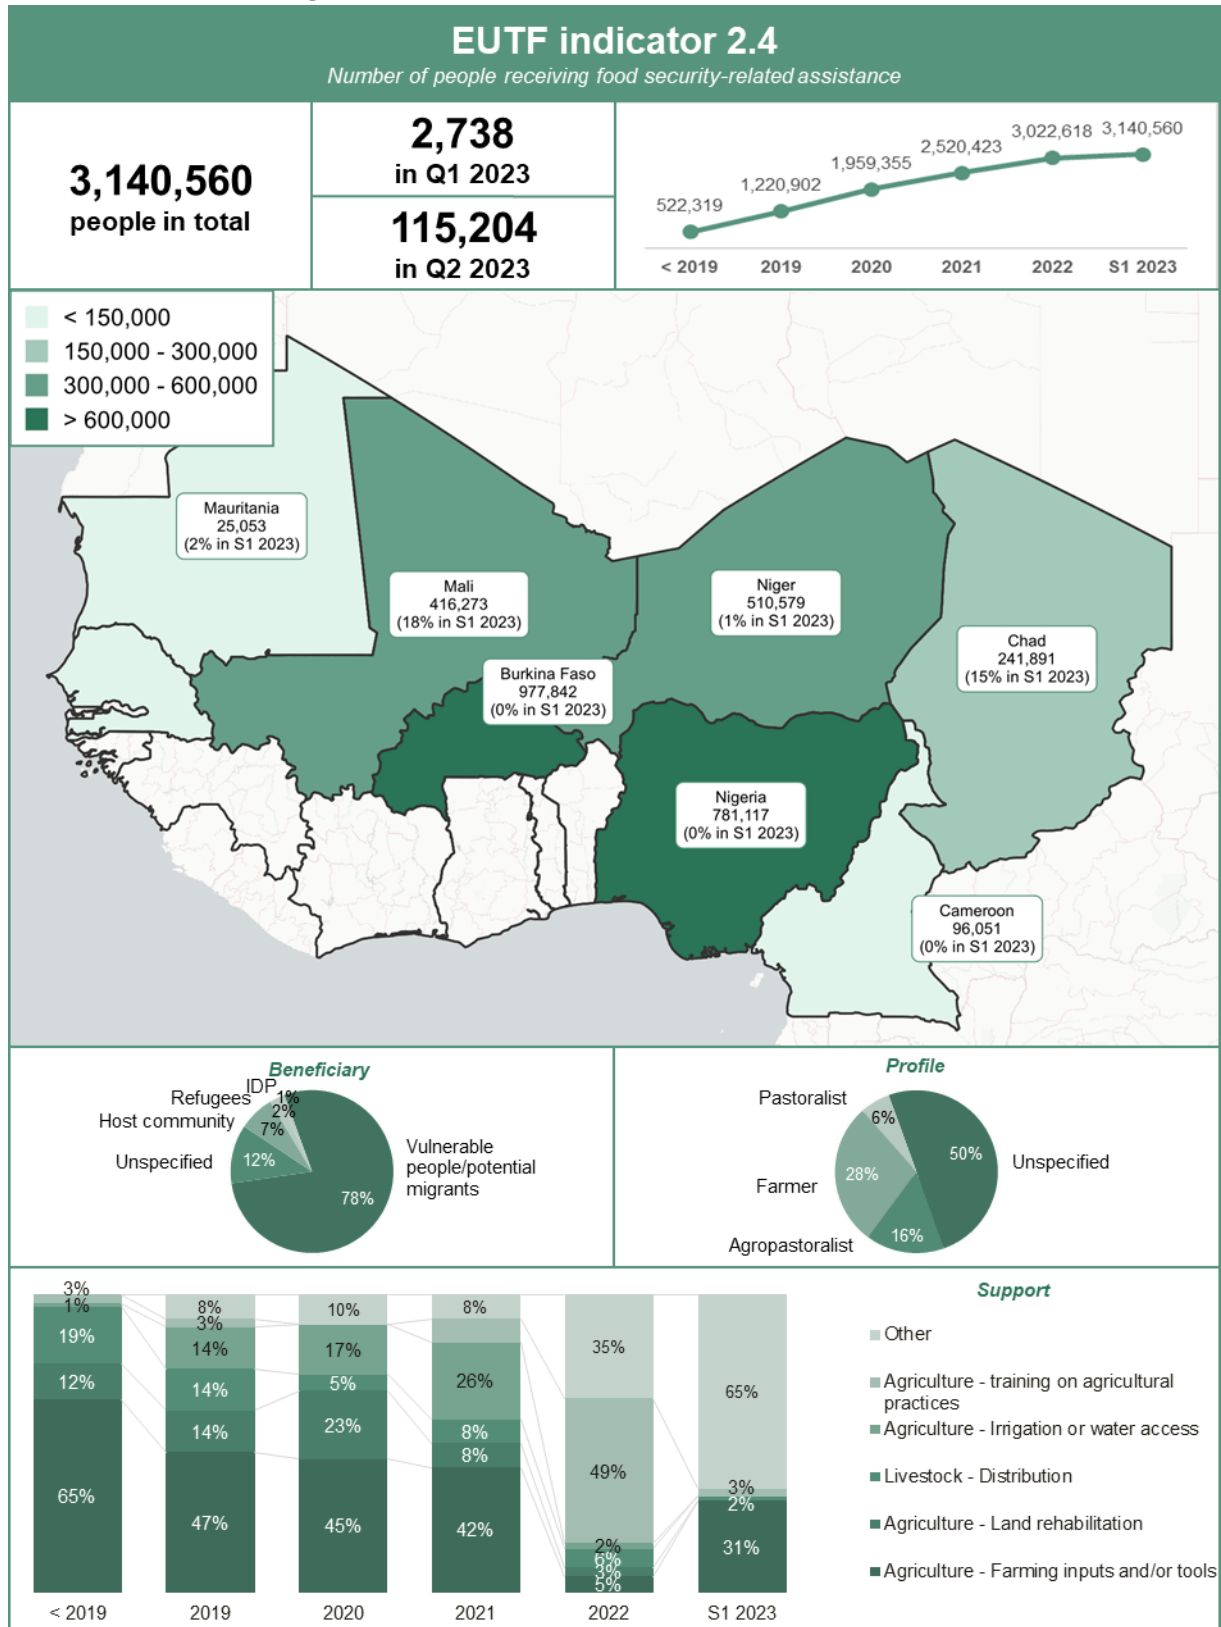 EUTF indicator 2.4
Number of people receiving food security-related assistance
3,140,560
people in total
2,738
in Q1 2023
115,204
in Q2 2023
522,319
1,220,902
1,959,355
2,520,423
3,022,618
3,140,560
< 2019
2019
2020
2021
2022
S1 2023
< 150,000
150,000 - 300,000
300,000 - 600,000
> 600,000
Mauritania
25,053
(2% in S1 2023)
Mali
416,273
(18% in S1 2023)
Niger
510,579
(1% in S1 2023)
Chad
241,891
(15% in S1 2023)
Burkina Faso
977,842
(0% in S1 2023)
Nigeria
781,117
(0% in S1 2023)
Cameroon
96,051
(0% in S1 2023)
Beneficiary
IDP
1%
Refugees
2%
Host community
7%
Unspecified
12%
Vulnerable
people/potential
migrants
78%
Profile
Pastoralist
6%
Farmer
28%
Agropastoralist
16%
Unspecified
50%
3%
1%
19%
12%
65%
8%
3%
14%
14%
14%
47%
10%
17%
5%
23%
45%
8%
26%
8%
8%
42%
35%
49%
2%
6%
3%
5%
65%
3%
2%
31%
< 2019
2019
2020
2021
2022
S1 2023
Support
Other
Agriculture - training on agricultural
practices
Agriculture - Irrigation or water access
Livestock - Distribution
Agriculture - Land rehabilitation
Agriculture - Farming inputs and/or tools